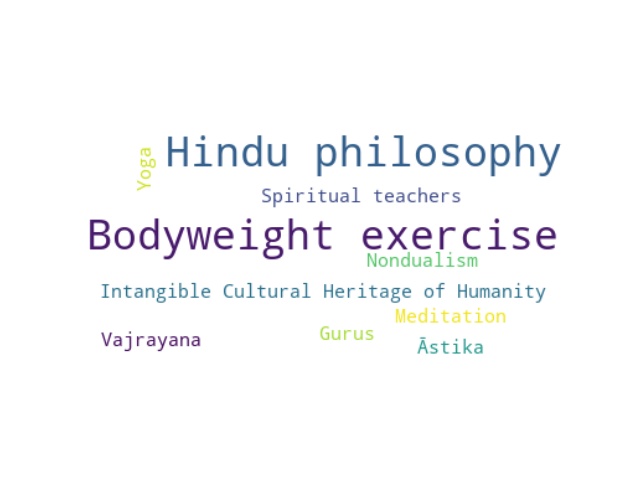 Yoga
Hindu philosophy
Spiritual teachers
Bodyweight exercise
Nondualism
Intangible Cultural Heritage of Humanity
Meditation
Gurus
Vajrayana
Āstika